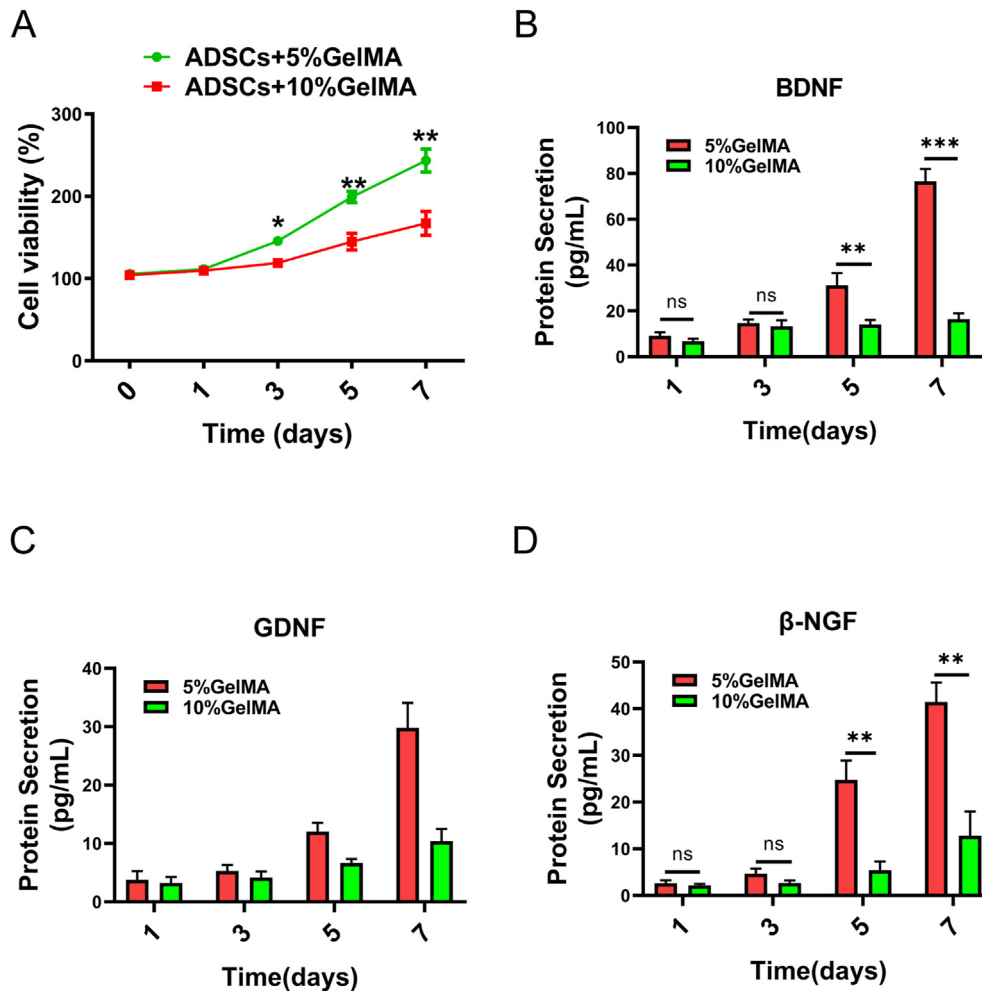 A
ADSCs+5%GelMA
ADSCs+10%GelMA
Cell viability (%)
300
200
100
0
*
**
**
0 1 3 5 7
Time (days)
B
BDNF
5%GelMA
10%GelMA
Protein Secretion
(pg/mL)
100
80
60
40
20
0
ns
ns
**
***
1 3 5 7
Time(days)
C
GDNF
5%GelMA
10%GelMA
Protein Secretion
(pg/mL)
40
30
20
10
0
1 3 5 7
Time(days)
D
β-NGF
5%GelMA
10%GelMA
Protein Secretion
(pg/mL)
50
40
30
20
10
0
ns
ns
**
**
1 3 5 7
Time(days)